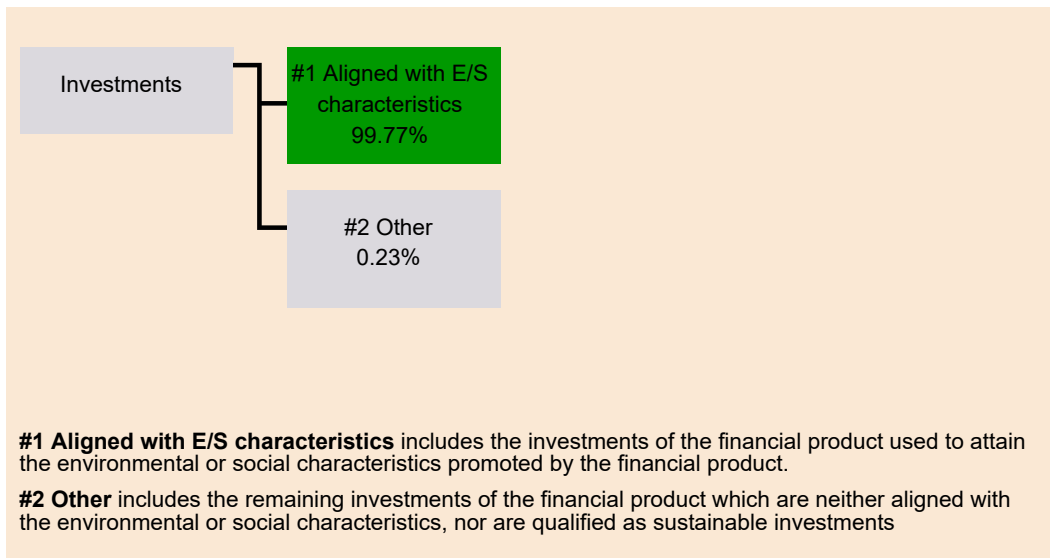 Investments
#1 Aligned with E/S
characteristics
99.77%
#2 Other
0.23%
#1 Aligned with E/S characteristics includes the investments of the financial product used to attain
the environmental or social characteristics promoted by the financial product.
#2 Other includes the remaining investments of the financial product which are neither aligned with
the environmental or social characteristics, nor are qualified as sustainable investments